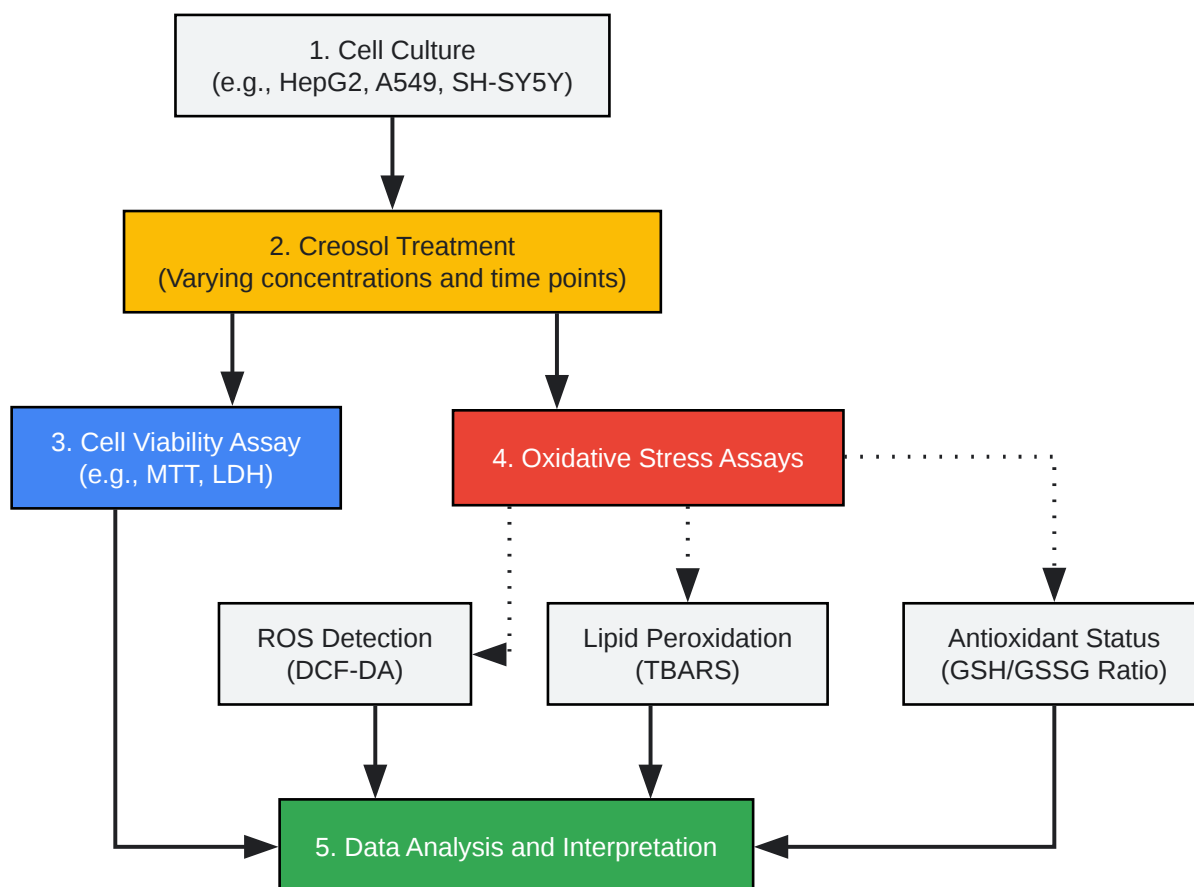 1. Cell Culture
(e.g., HepG2, A549, SH-SY5Y)
2. Creosol Treatment
(Varying concentrations and time points)
3. Cell Viability Assay
(e.g., MTT, LDH)
4. Oxidative Stress Assays
ROS Detection
(DCF-DA)
Lipid Peroxidation
(TBARS)
Antioxidant Status
(GSH/GSSG Ratio)
5. Data Analysis and Interpretation